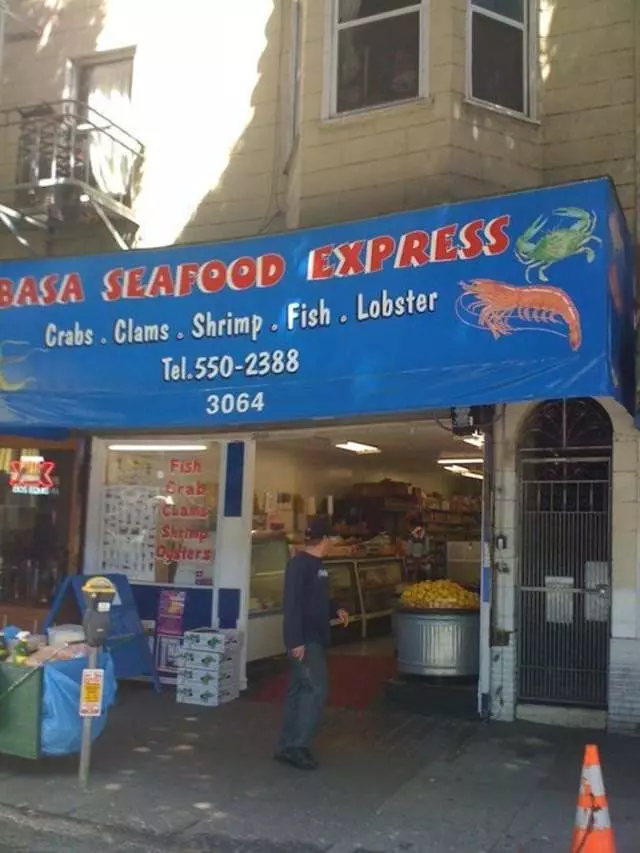 BASA SEAFOOD EXPRESS
Crabs . Clams . Shrimp . Fish . Lobster
Tel.550-2388
3064
Fish
Crab
Clams
Shrimp
Oysters